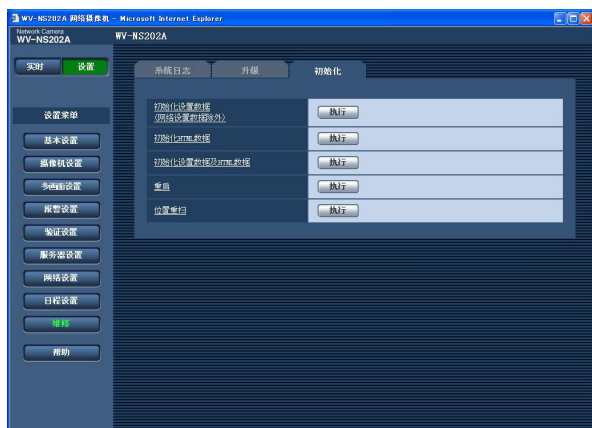 WV-NS202A 网络摄像机 - Microsoft Internet Explorer
Network Camera
WV-NS202A
WV-NS202A
实时
设置
系统日志
升级
初始化
设置菜单
基本设置
摄像机设置
多画面设置
报警设置
验证设置
服务器设置
网络设置
日程设置
维修
帮助
初始化设置数据
(网络设置数据除外)
执行
初始化HTML数据
执行
初始化设置数据及HTML数据
执行
重启
执行
位置重扫
执行